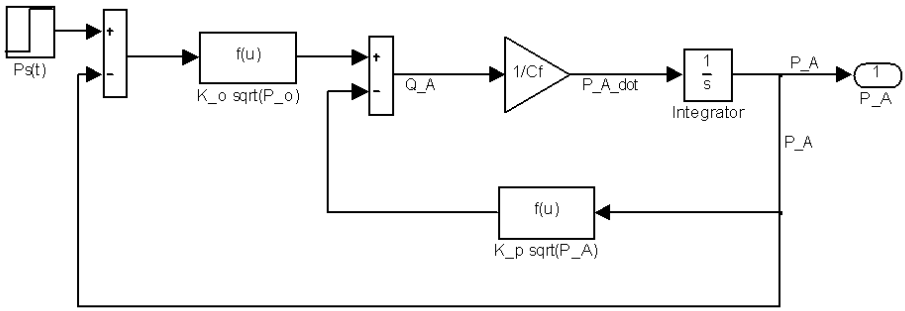 Ps(t)
+
−
f(u)
K_o sqrt(P_o)
+
−
Q_A
1/Cf
P_A_dot
1
s
Integrator
P_A
1
P_A
P_A
f(u)
K_p sqrt(P_A)